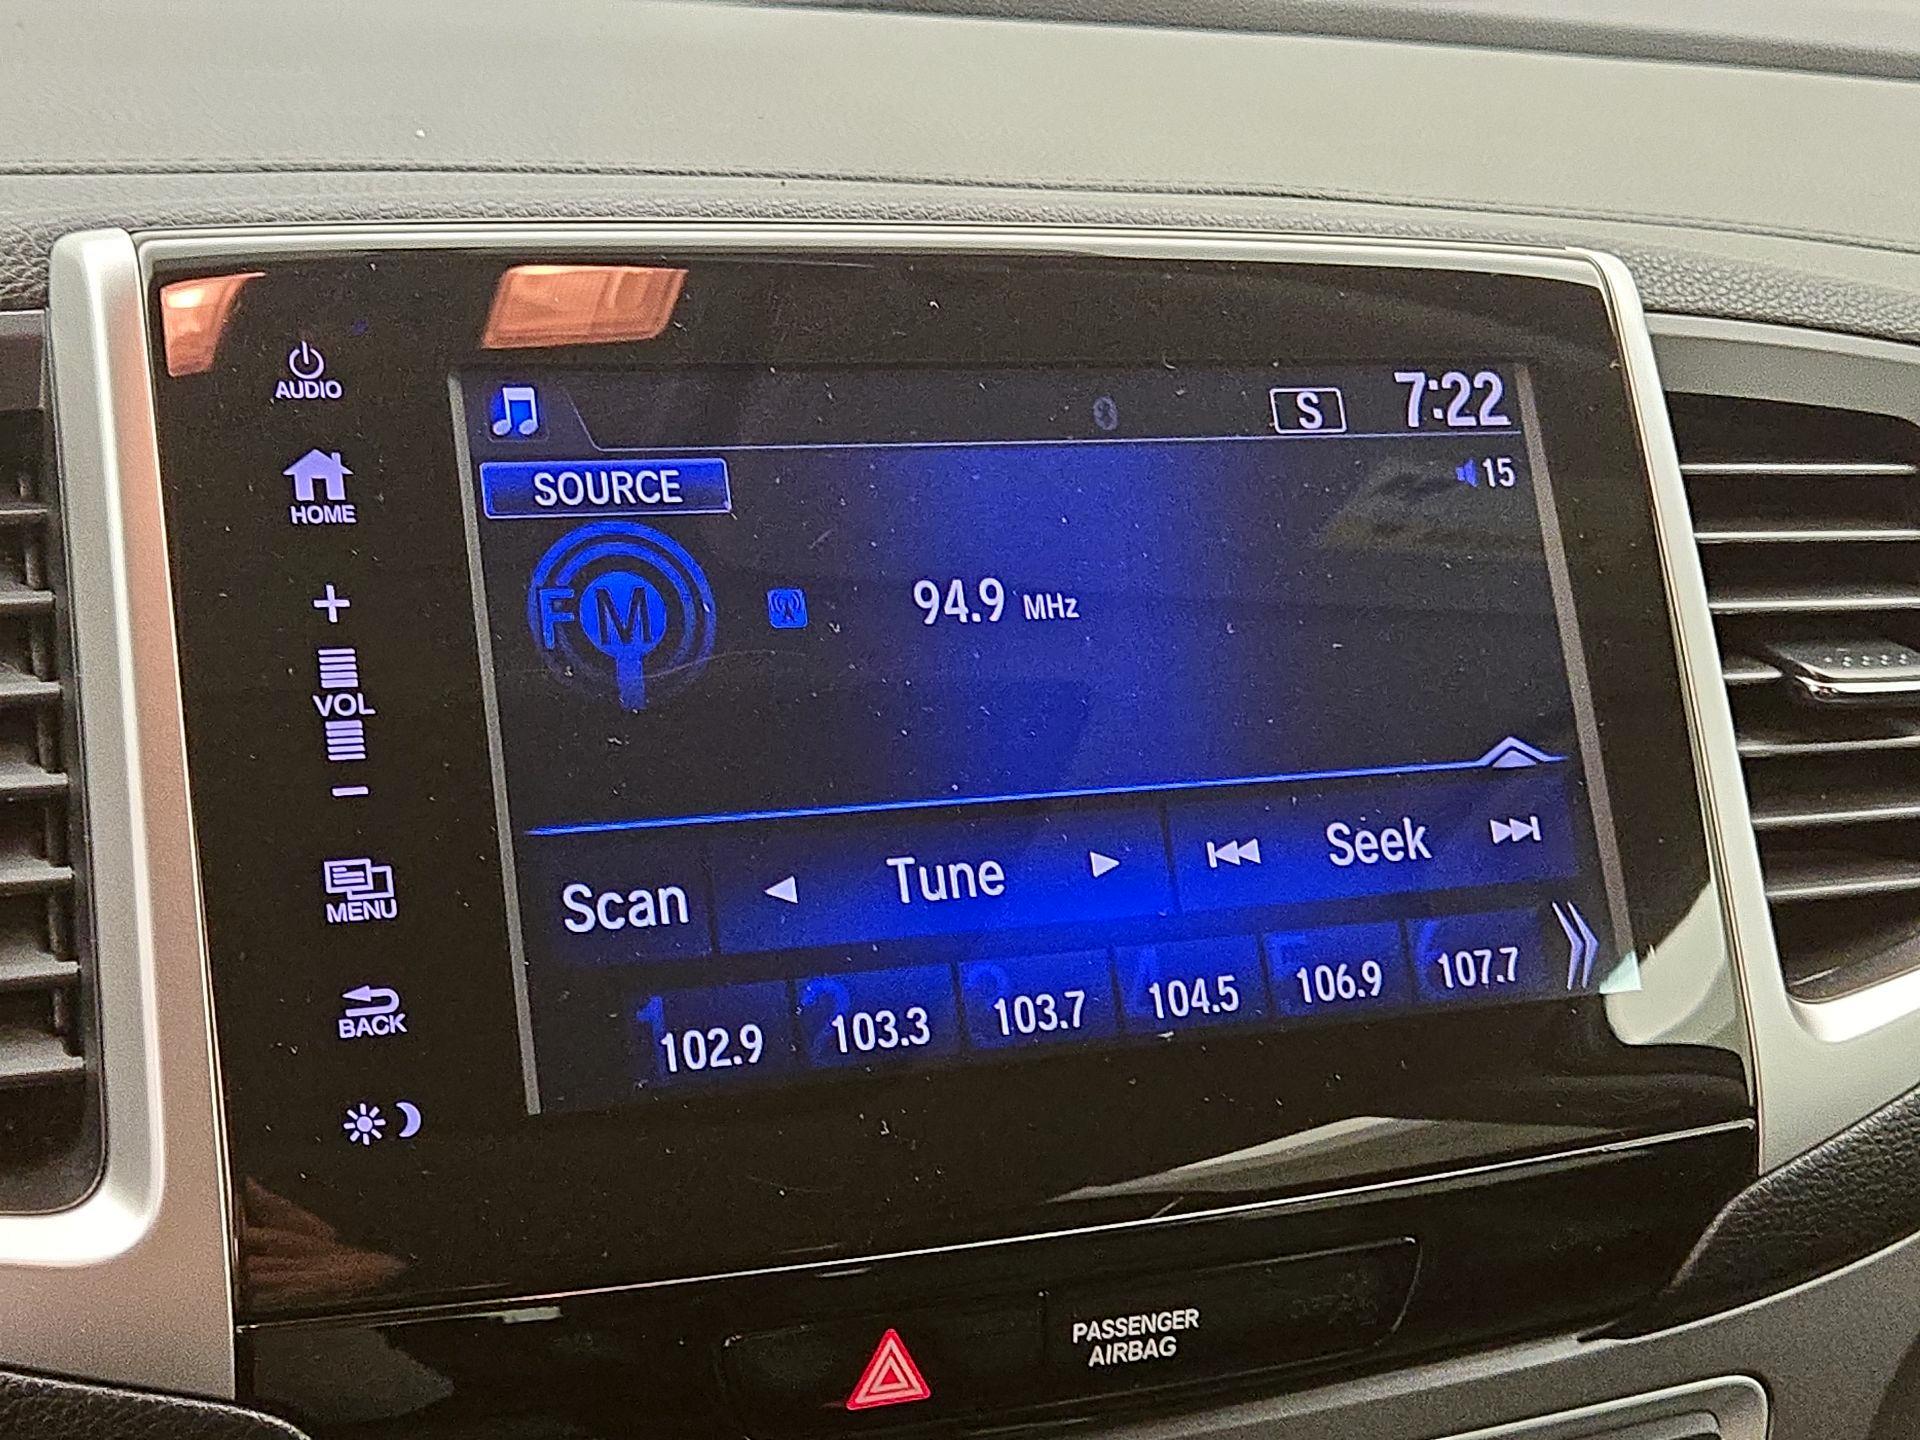 AUDIO
HOME
+
VOL
−
MENU
BACK
S 7:22
SOURCE
15
FM 94.9 MHz
Scan Tune Seek
1 102.9 2 103.3 3 103.7 4 104.5 5 106.9 6 107.7
PASSENGER
AIRBAG